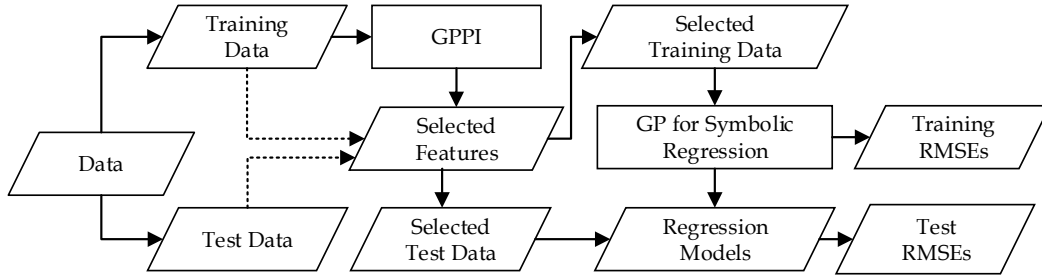 Training
Data
GPPI
Selected
Training Data
Data
Selected
Features
GP for Symbolic
Regression
Training
RMSEs
Test Data
Selected
Test Data
Regression
Models
Test
RMSEs